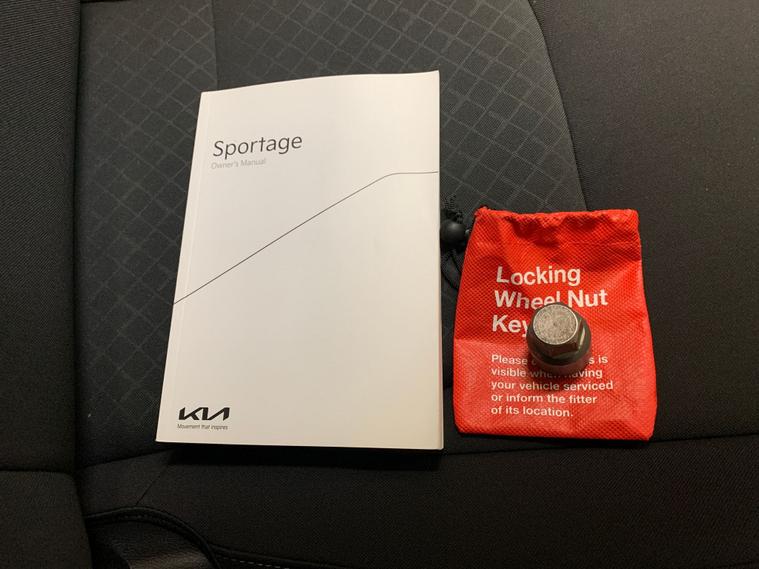 Sportage
Owner's Manual
KIA
Movement that inspires
Locking
Wheel Nut
Key
Please is
visible when having
your vehicle serviced
or inform the fitter
of its location.